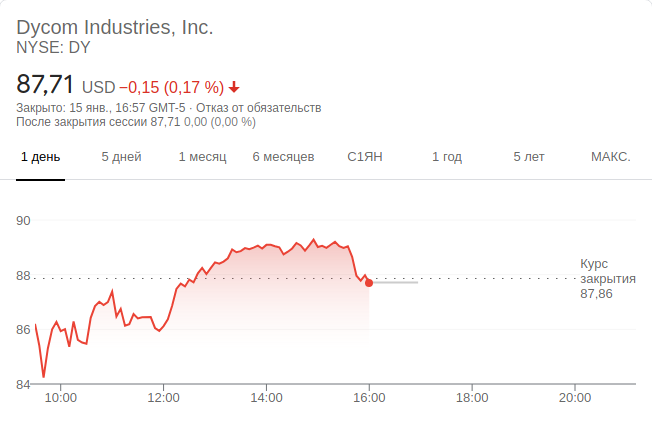 Dycom Industries, Inc.
NYSE: DY
87,71 USD −0,15 (0,17 %)
Закрыто: 15 янв., 16:57 GMT-5 · Отказ от обязательств
После закрытия сессии 87,71 0,00 (0,00 %)
1 день 5 дней 1 месяц 6 месяцев С1ЯН 1 год 5 лет МАКС.
90
88
86
84
Курс
закрытия
87,86
10:00 12:00 14:00 16:00 18:00 20:00